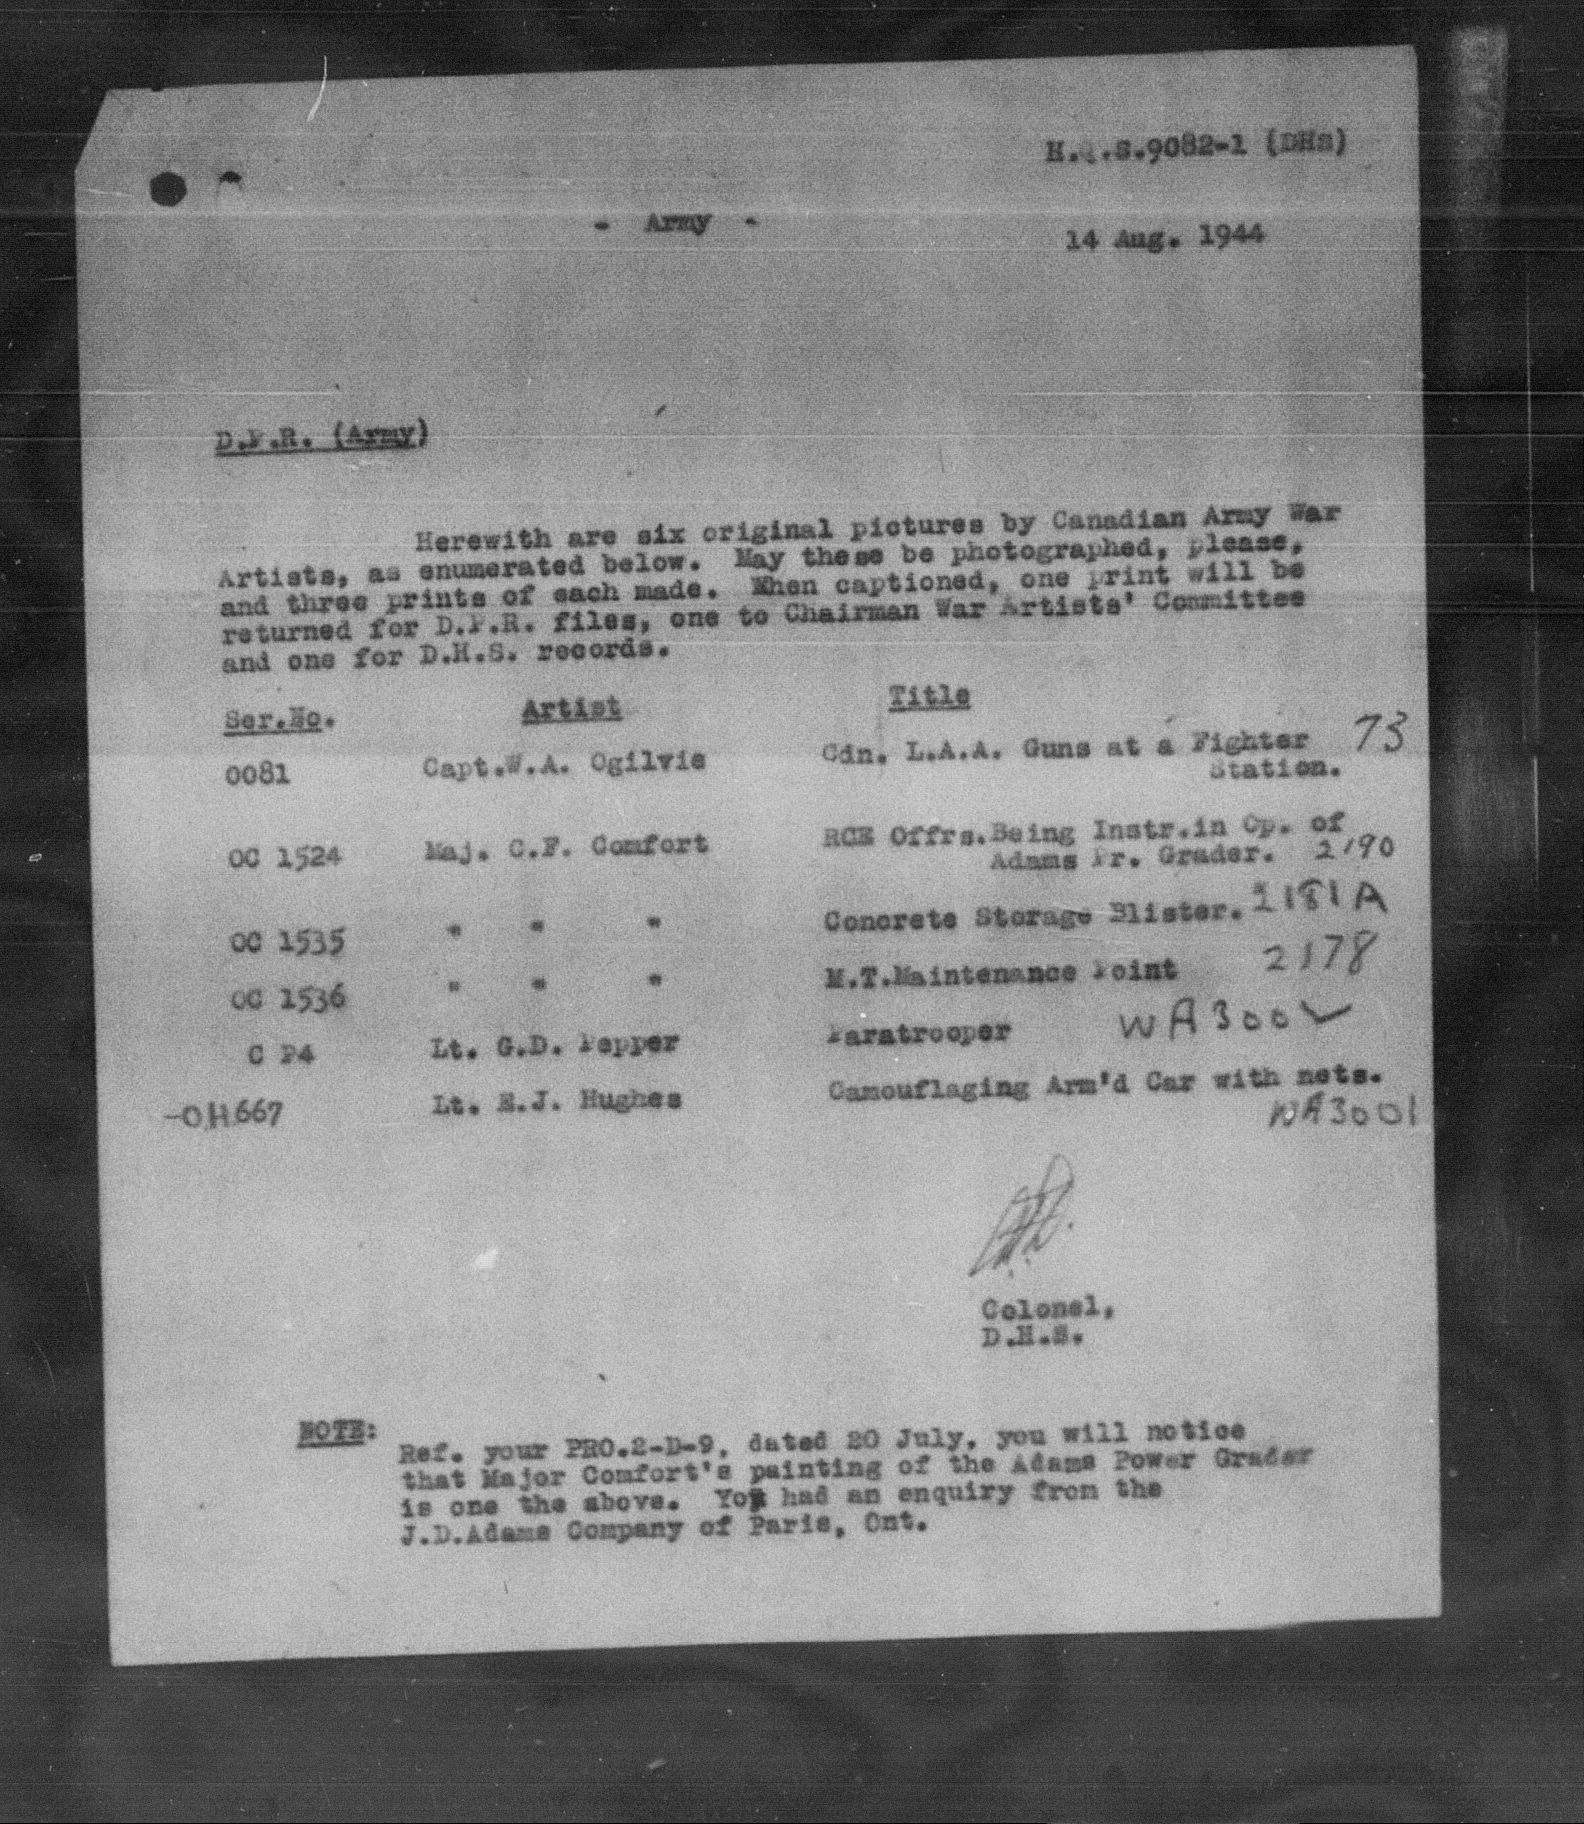 H.Q.S.9082-1 (DHS)
- Army -
14 Aug. 1944
D.P.R. (Army)
Herewith are six original pictures by Canadian Army War
Artists, as enumerated below. May these be photographed, please,
and three prints of each made. When captioned, one print will be
returned for D.P.R. files, one to Chairman War Artists' Committee
and one for D.H.S. records.
Ser.No. Artist Title
0081 Capt.W.A. Ogilvie Cdn. L.A.A. Guns at a Fighter 73
Station.
OC 1524 Maj. C.F. Comfort RCE Offrs.Being Instr.in Op. of
Adams Pr. Grader. 2190
OC 1535 " " " Concrete Storage Blister. 2181A
OC 1536 " " " M.T.Maintenance Point 2178
C P4 Lt. G.D. Pepper Paratrooper WA300
-OH667 Lt. E.J. Hughes Camouflaging Arm'd Car with nets.
WA3001
Colonel,
D.H.S.
NOTE:
Ref. your PRO.2-D-9, dated 20 July, you will notice
that Major Comfort's painting of the Adams Power Grader
is one the above. You had an enquiry from the
J.D.Adams Company of Paris, Ont.